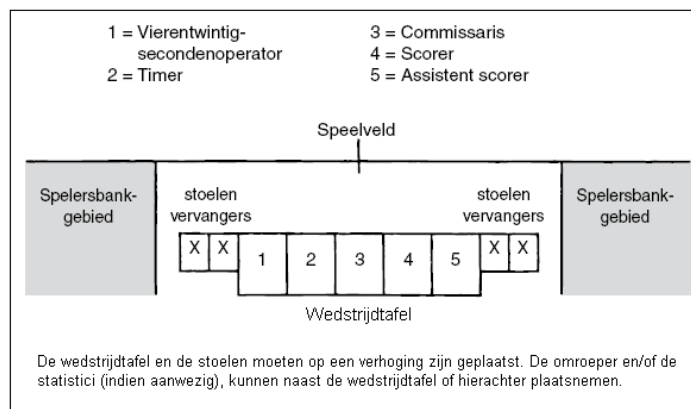 1 = Vierentwintig-
secondenoperator
2 = Timer
3 = Commissaris
4 = Scorer
5 = Assistent scorer
Speelveld
Spelersbank-
gebied
stoelen
vervangers
stoelen
vervangers
Spelersbank-
gebied
X X 1 2 3 4 5 X X
Wedstrijdtafel
De wedstrijdtafel en de stoelen moeten op een verhoging zijn geplaatst. De omroeper en/of de
statistici (indien aanwezig), kunnen naast de wedstrijdtafel of hierachter plaatsnemen.